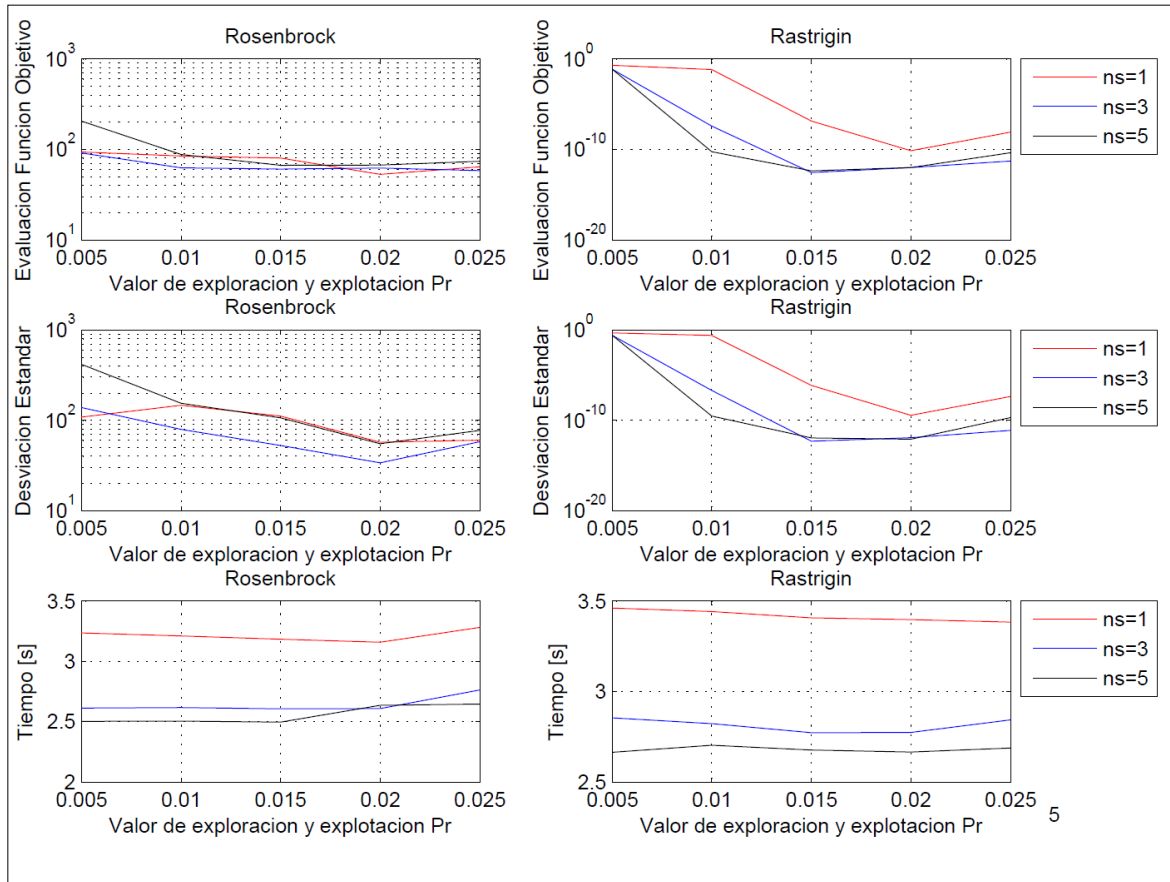 Rosenbrock
Evaluacion Funcion Objetivo
10^3
10^2
10^1
0.005 0.01 0.015 0.02 0.025
Valor de exploracion y explotacion Pr
Rastrigin
Evaluacion Funcion Objetivo
10^0
10^-10
10^-20
0.005 0.01 0.015 0.02 0.025
Valor de exploracion y explotacion Pr
ns=1
ns=3
ns=5
Rosenbrock
Desviacion Estandar
10^3
10^2
10^1
0.005 0.01 0.015 0.02 0.025
Valor de exploracion y explotacion Pr
Rastrigin
Desviacion Estandar
10^0
10^-10
10^-20
0.005 0.01 0.015 0.02 0.025
Valor de exploracion y explotacion Pr
ns=1
ns=3
ns=5
Rosenbrock
Tiempo [s]
3.5
3
2.5
2
0.005 0.01 0.015 0.02 0.025
Valor de exploracion y explotacion Pr
Rastrigin
Tiempo [s]
3.5
3
2.5
0.005 0.01 0.015 0.02 0.025
Valor de exploracion y explotacion Pr
ns=1
ns=3
ns=5
5